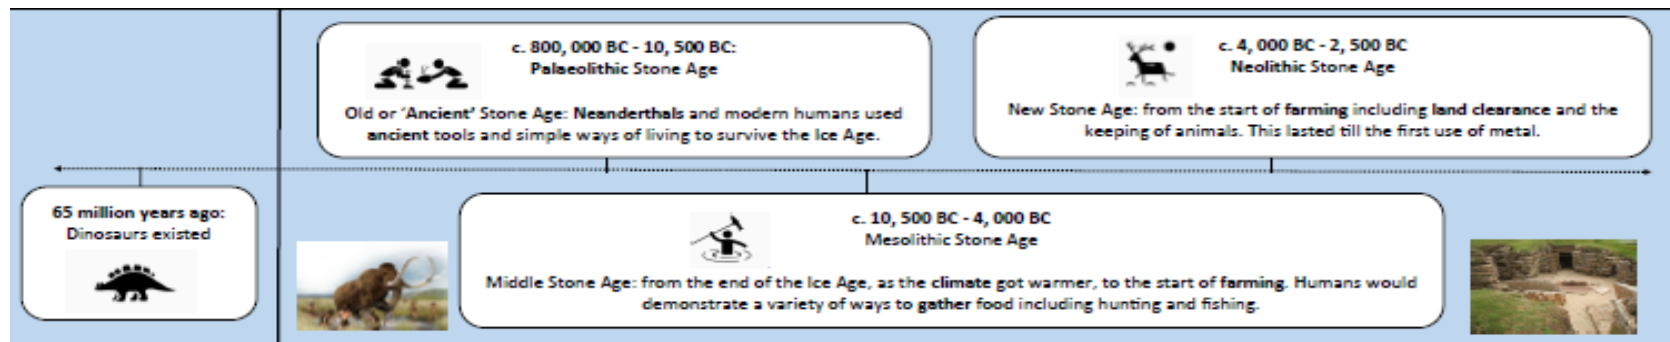 65 million years ago:
Dinosaurs existed
c. 800, 000 BC - 10, 500 BC:
Palaeolithic Stone Age
Old or ‘Ancient’ Stone Age: Neanderthals and modern humans used
ancient tools and simple ways of living to survive the Ice Age.
c. 10, 500 BC - 4, 000 BC
Mesolithic Stone Age
Middle Stone Age: from the end of the Ice Age, as the climate got warmer, to the start of farming. Humans would
demonstrate a variety of ways to gather food including hunting and fishing.
c. 4, 000 BC - 2, 500 BC
Neolithic Stone Age
New Stone Age: from the start of farming including land clearance and the
keeping of animals. This lasted till the first use of metal.